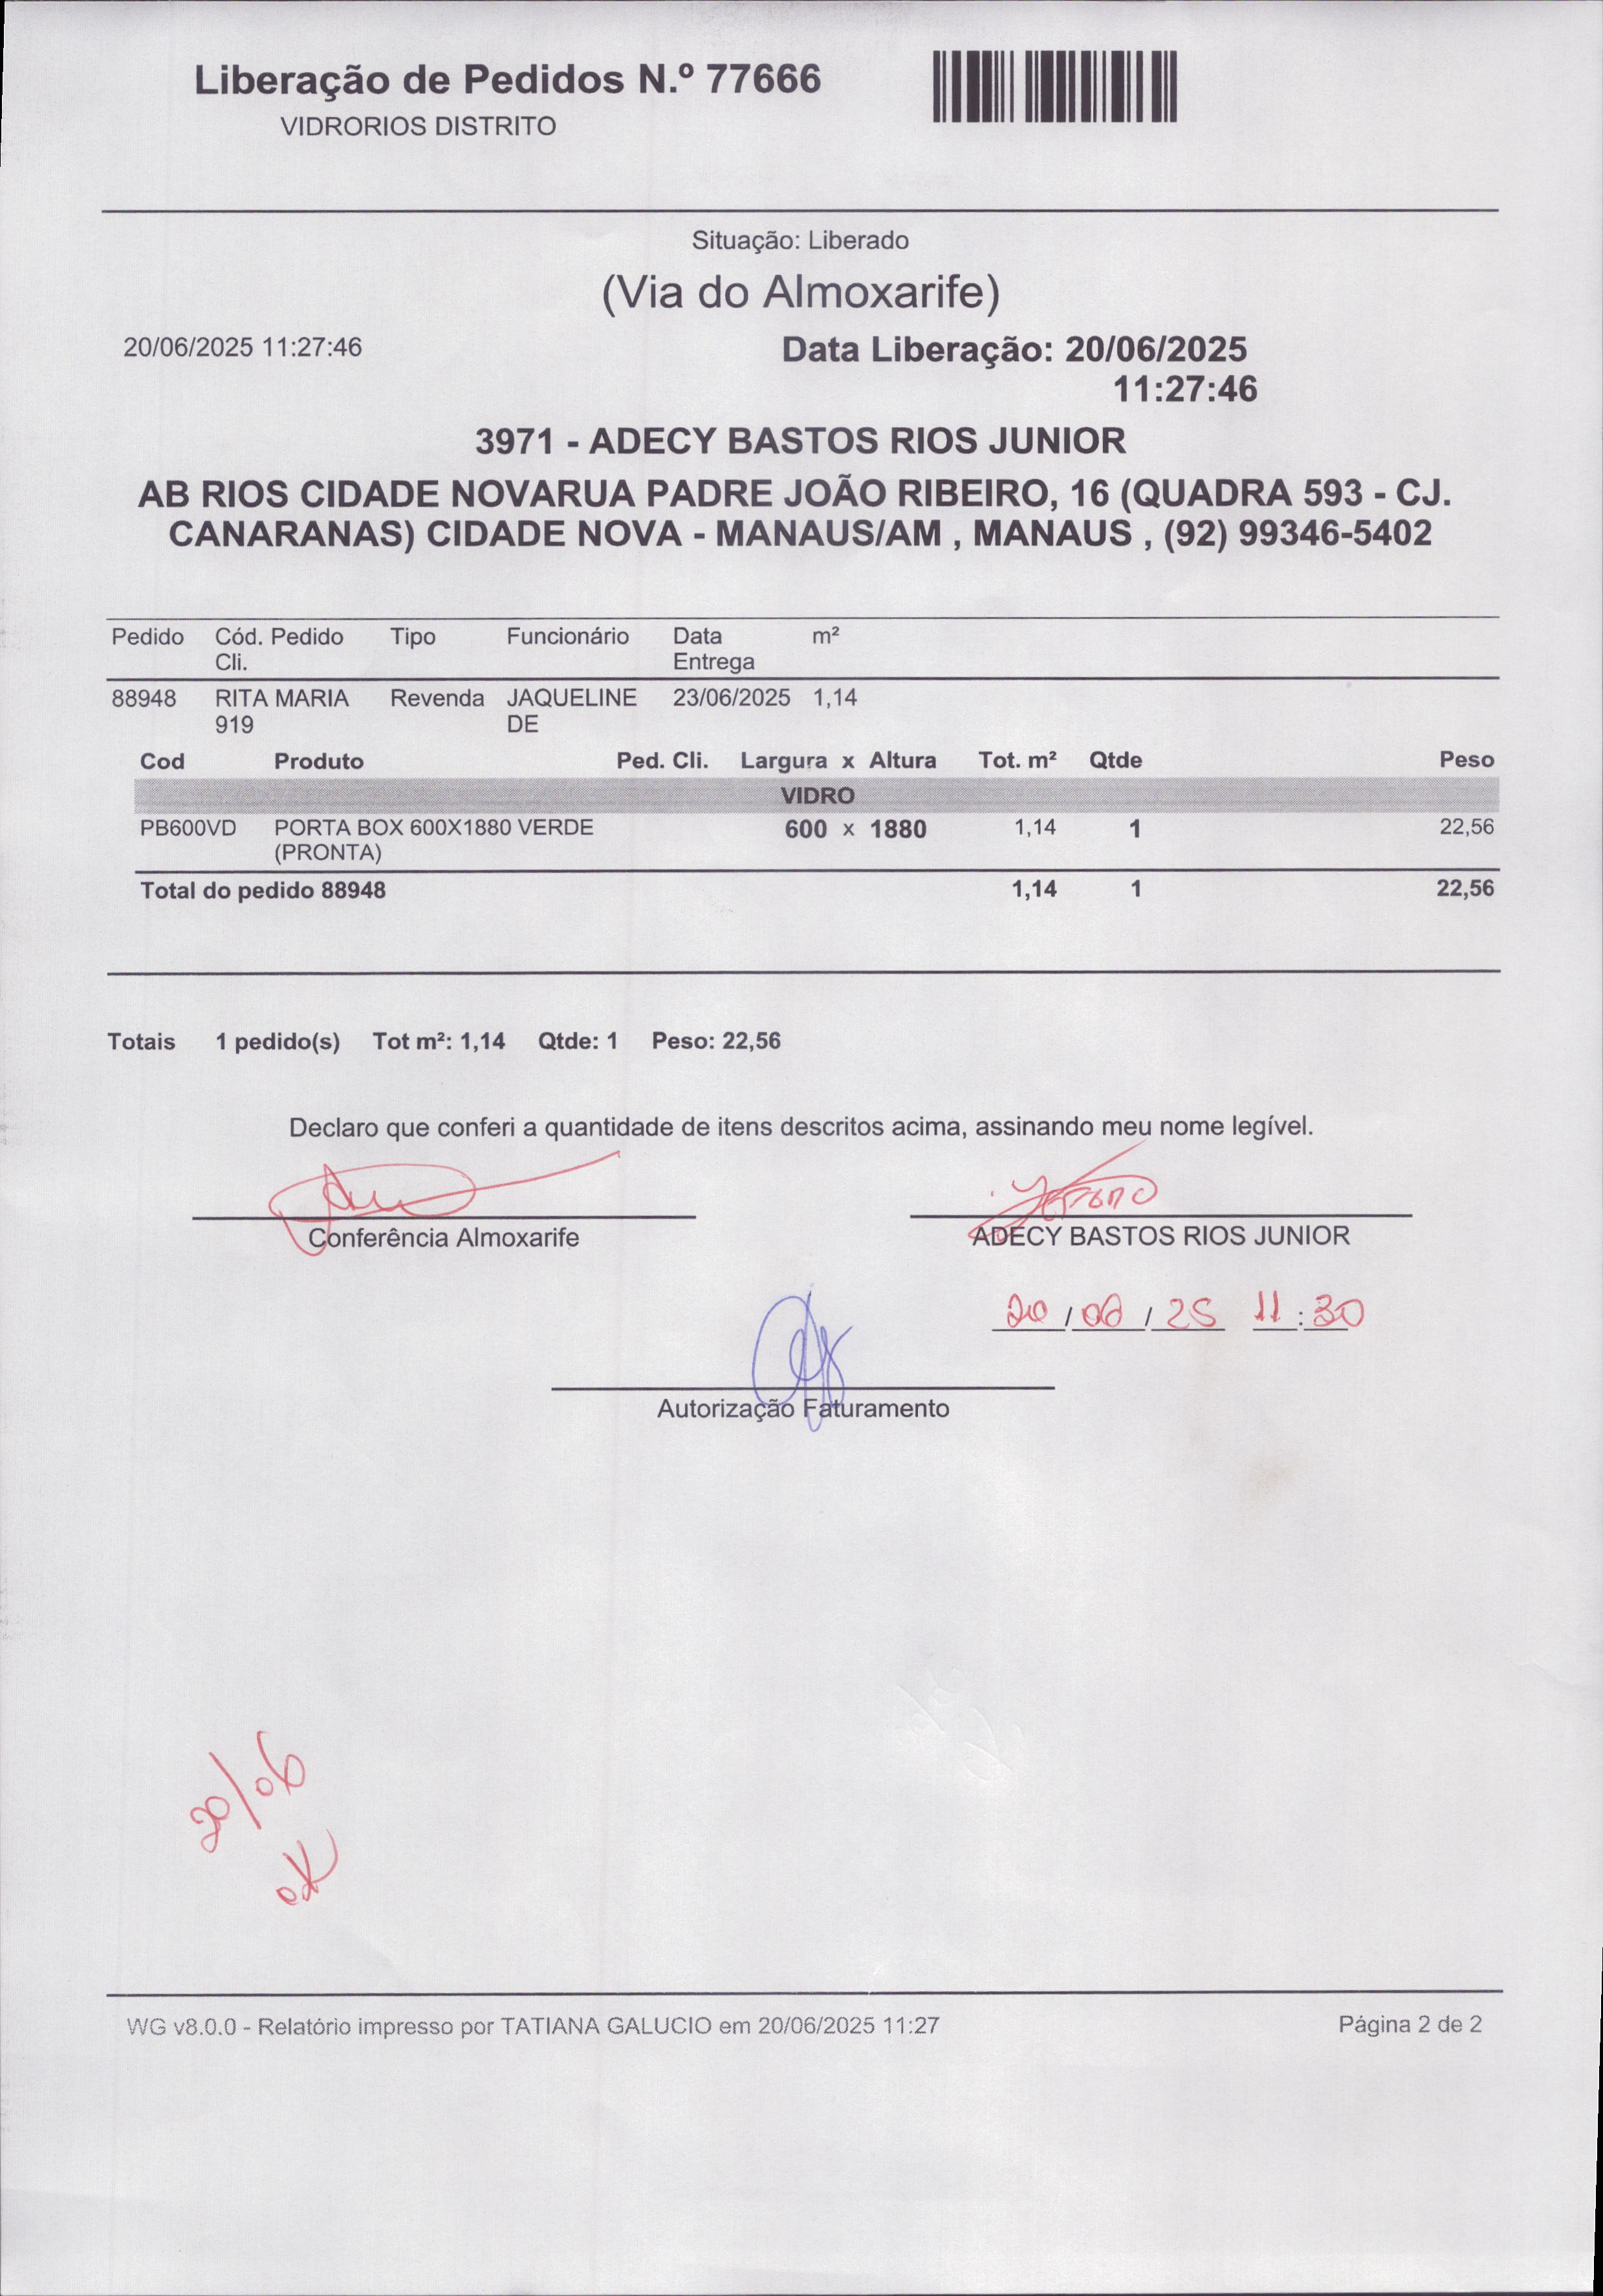 Liberação de Pedidos N.º 77666
VIDRORIOS DISTRITO
Situação: Liberado
(Via do Almoxarife)
20/06/2025 11:27:46
Data Liberação: 20/06/2025
11:27:46
3971 - ADECY BASTOS RIOS JUNIOR
AB RIOS CIDADE NOVARUA PADRE JOÃO RIBEIRO, 16 (QUADRA 593 - CJ.
CANARANAS) CIDADE NOVA - MANAUS/AM , MANAUS , (92) 99346-5402
Pedido Cód. Pedido Cli. Tipo Funcionário Data Entrega m²
88948 RITA MARIA 919 Revenda JAQUELINE DE 23/06/2025 1,14
Cod Produto Ped. Cli. Largura x Altura Tot. m² Qtde Peso
VIDRO
PB600VD PORTA BOX 600X1880 VERDE (PRONTA) 600 x 1880 1,14 1 22,56
Total do pedido 88948 1,14 1 22,56
Totais 1 pedido(s) Tot m²: 1,14 Qtde: 1 Peso: 22,56
Declaro que conferi a quantidade de itens descritos acima, assinando meu nome legível.
Conferência Almoxarife
ADECY BASTOS RIOS JUNIOR
20/06/25 11:30
Autorização Faturamento
20/06
OK
WG v8.0.0 - Relatório impresso por TATIANA GALUCIO em 20/06/2025 11:27
Página 2 de 2